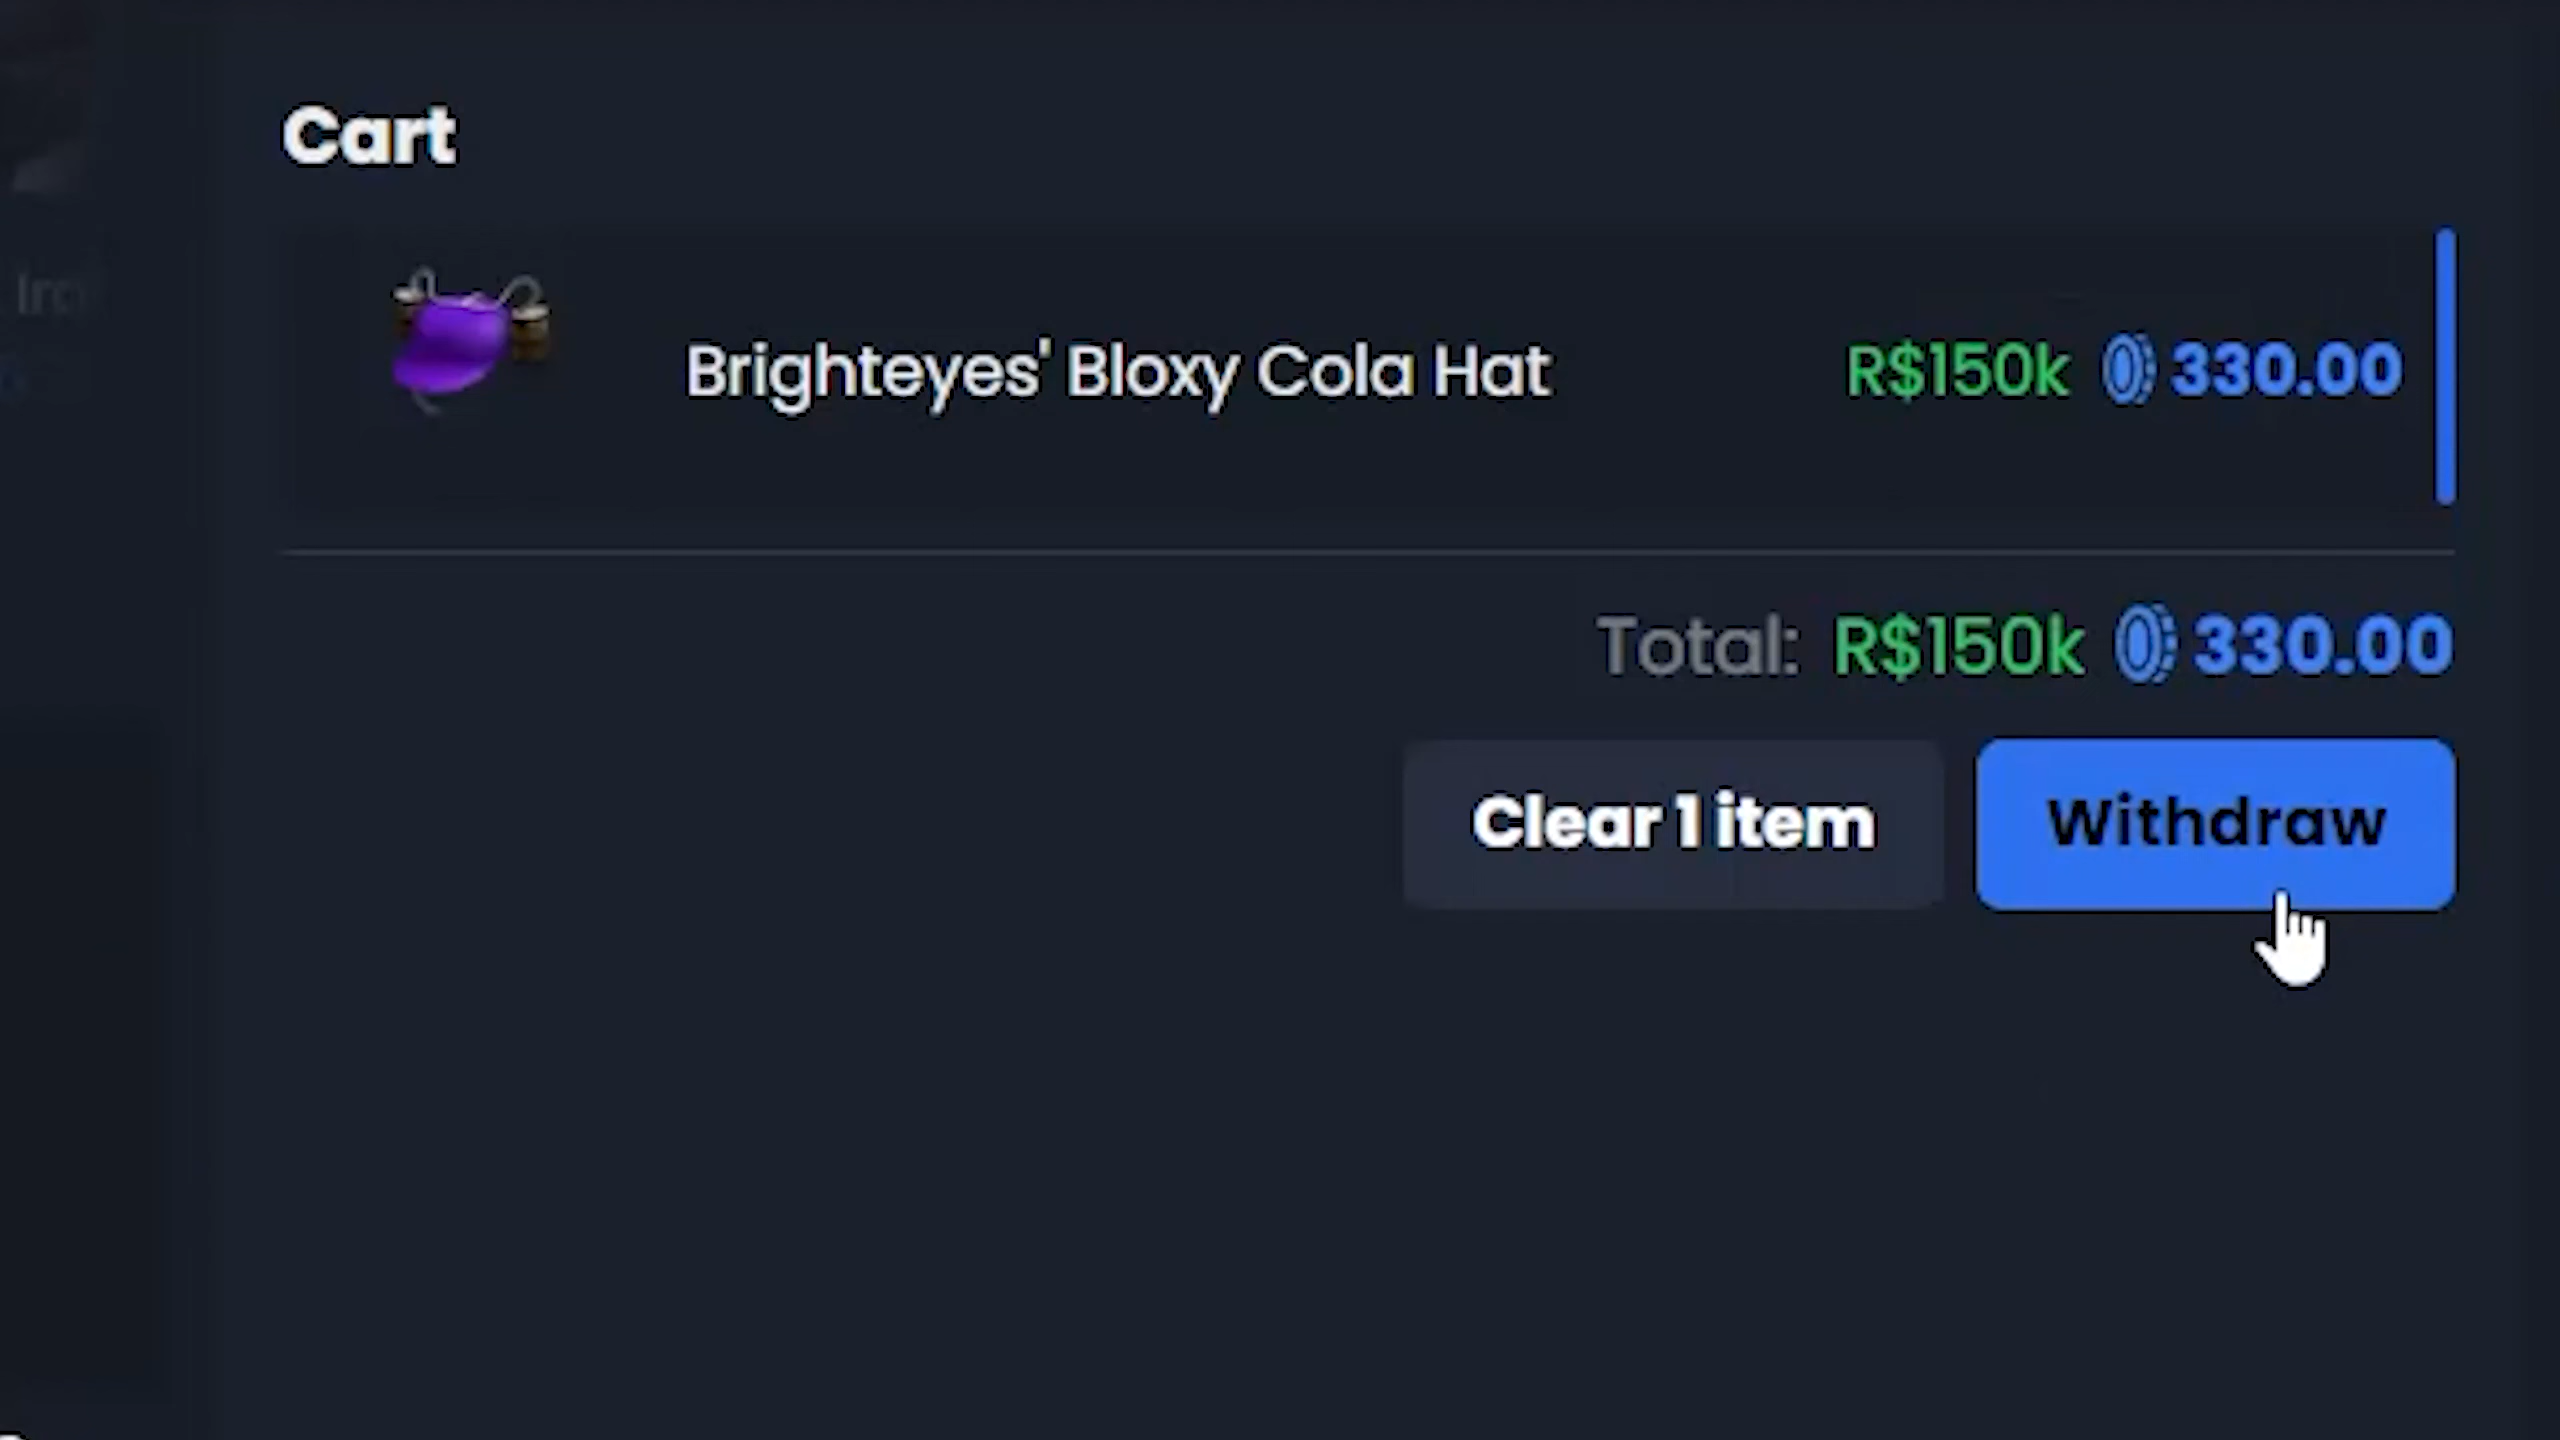 Cart
Brighteyes' Bloxy Cola Hat R$150k 330.00
Total: R$150k 330.00
Clear 1 item Withdraw